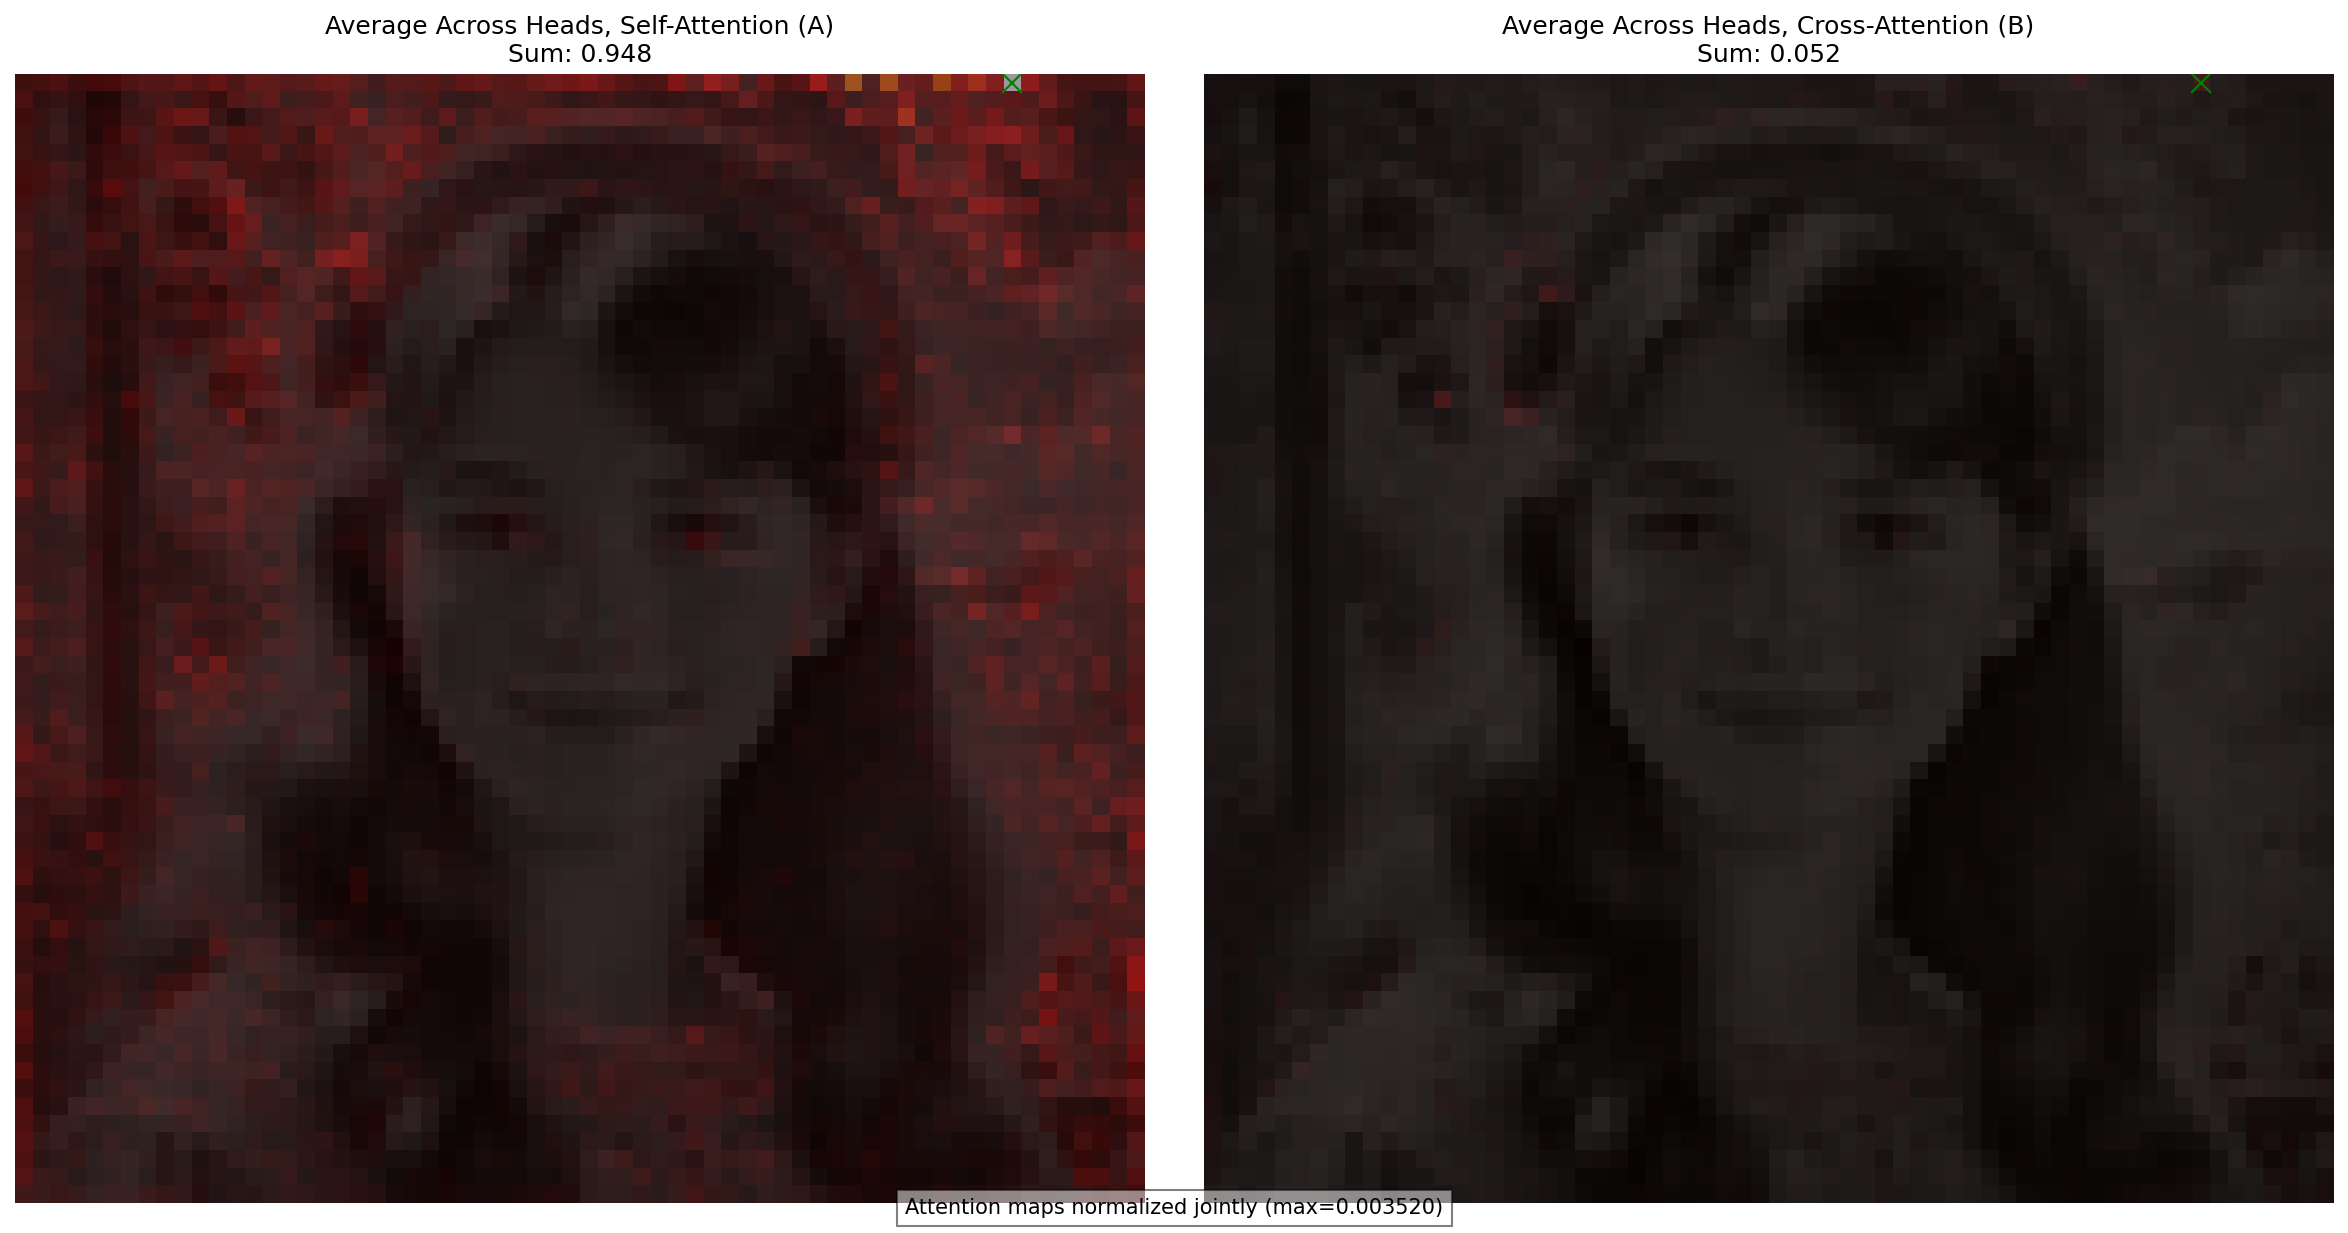 Average Across Heads, Self-Attention (A)
Sum: 0.948
Average Across Heads, Cross-Attention (B)
Sum: 0.052
Attention maps normalized jointly (max=0.003520)